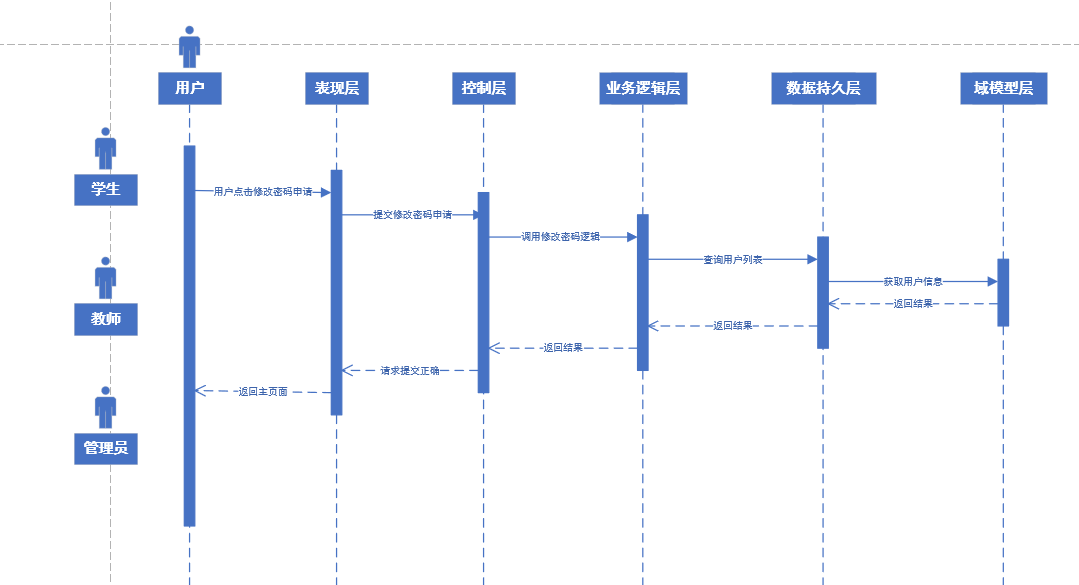 用户
表现层
控制层
业务逻辑层
数据持久层
域模型层
学生
教师
管理员
用户点击修改密码申请
提交修改密码申请
调用修改密码逻辑
查询用户列表
获取用户信息
返回结果
返回结果
返回结果
请求提交正确
返回主页面